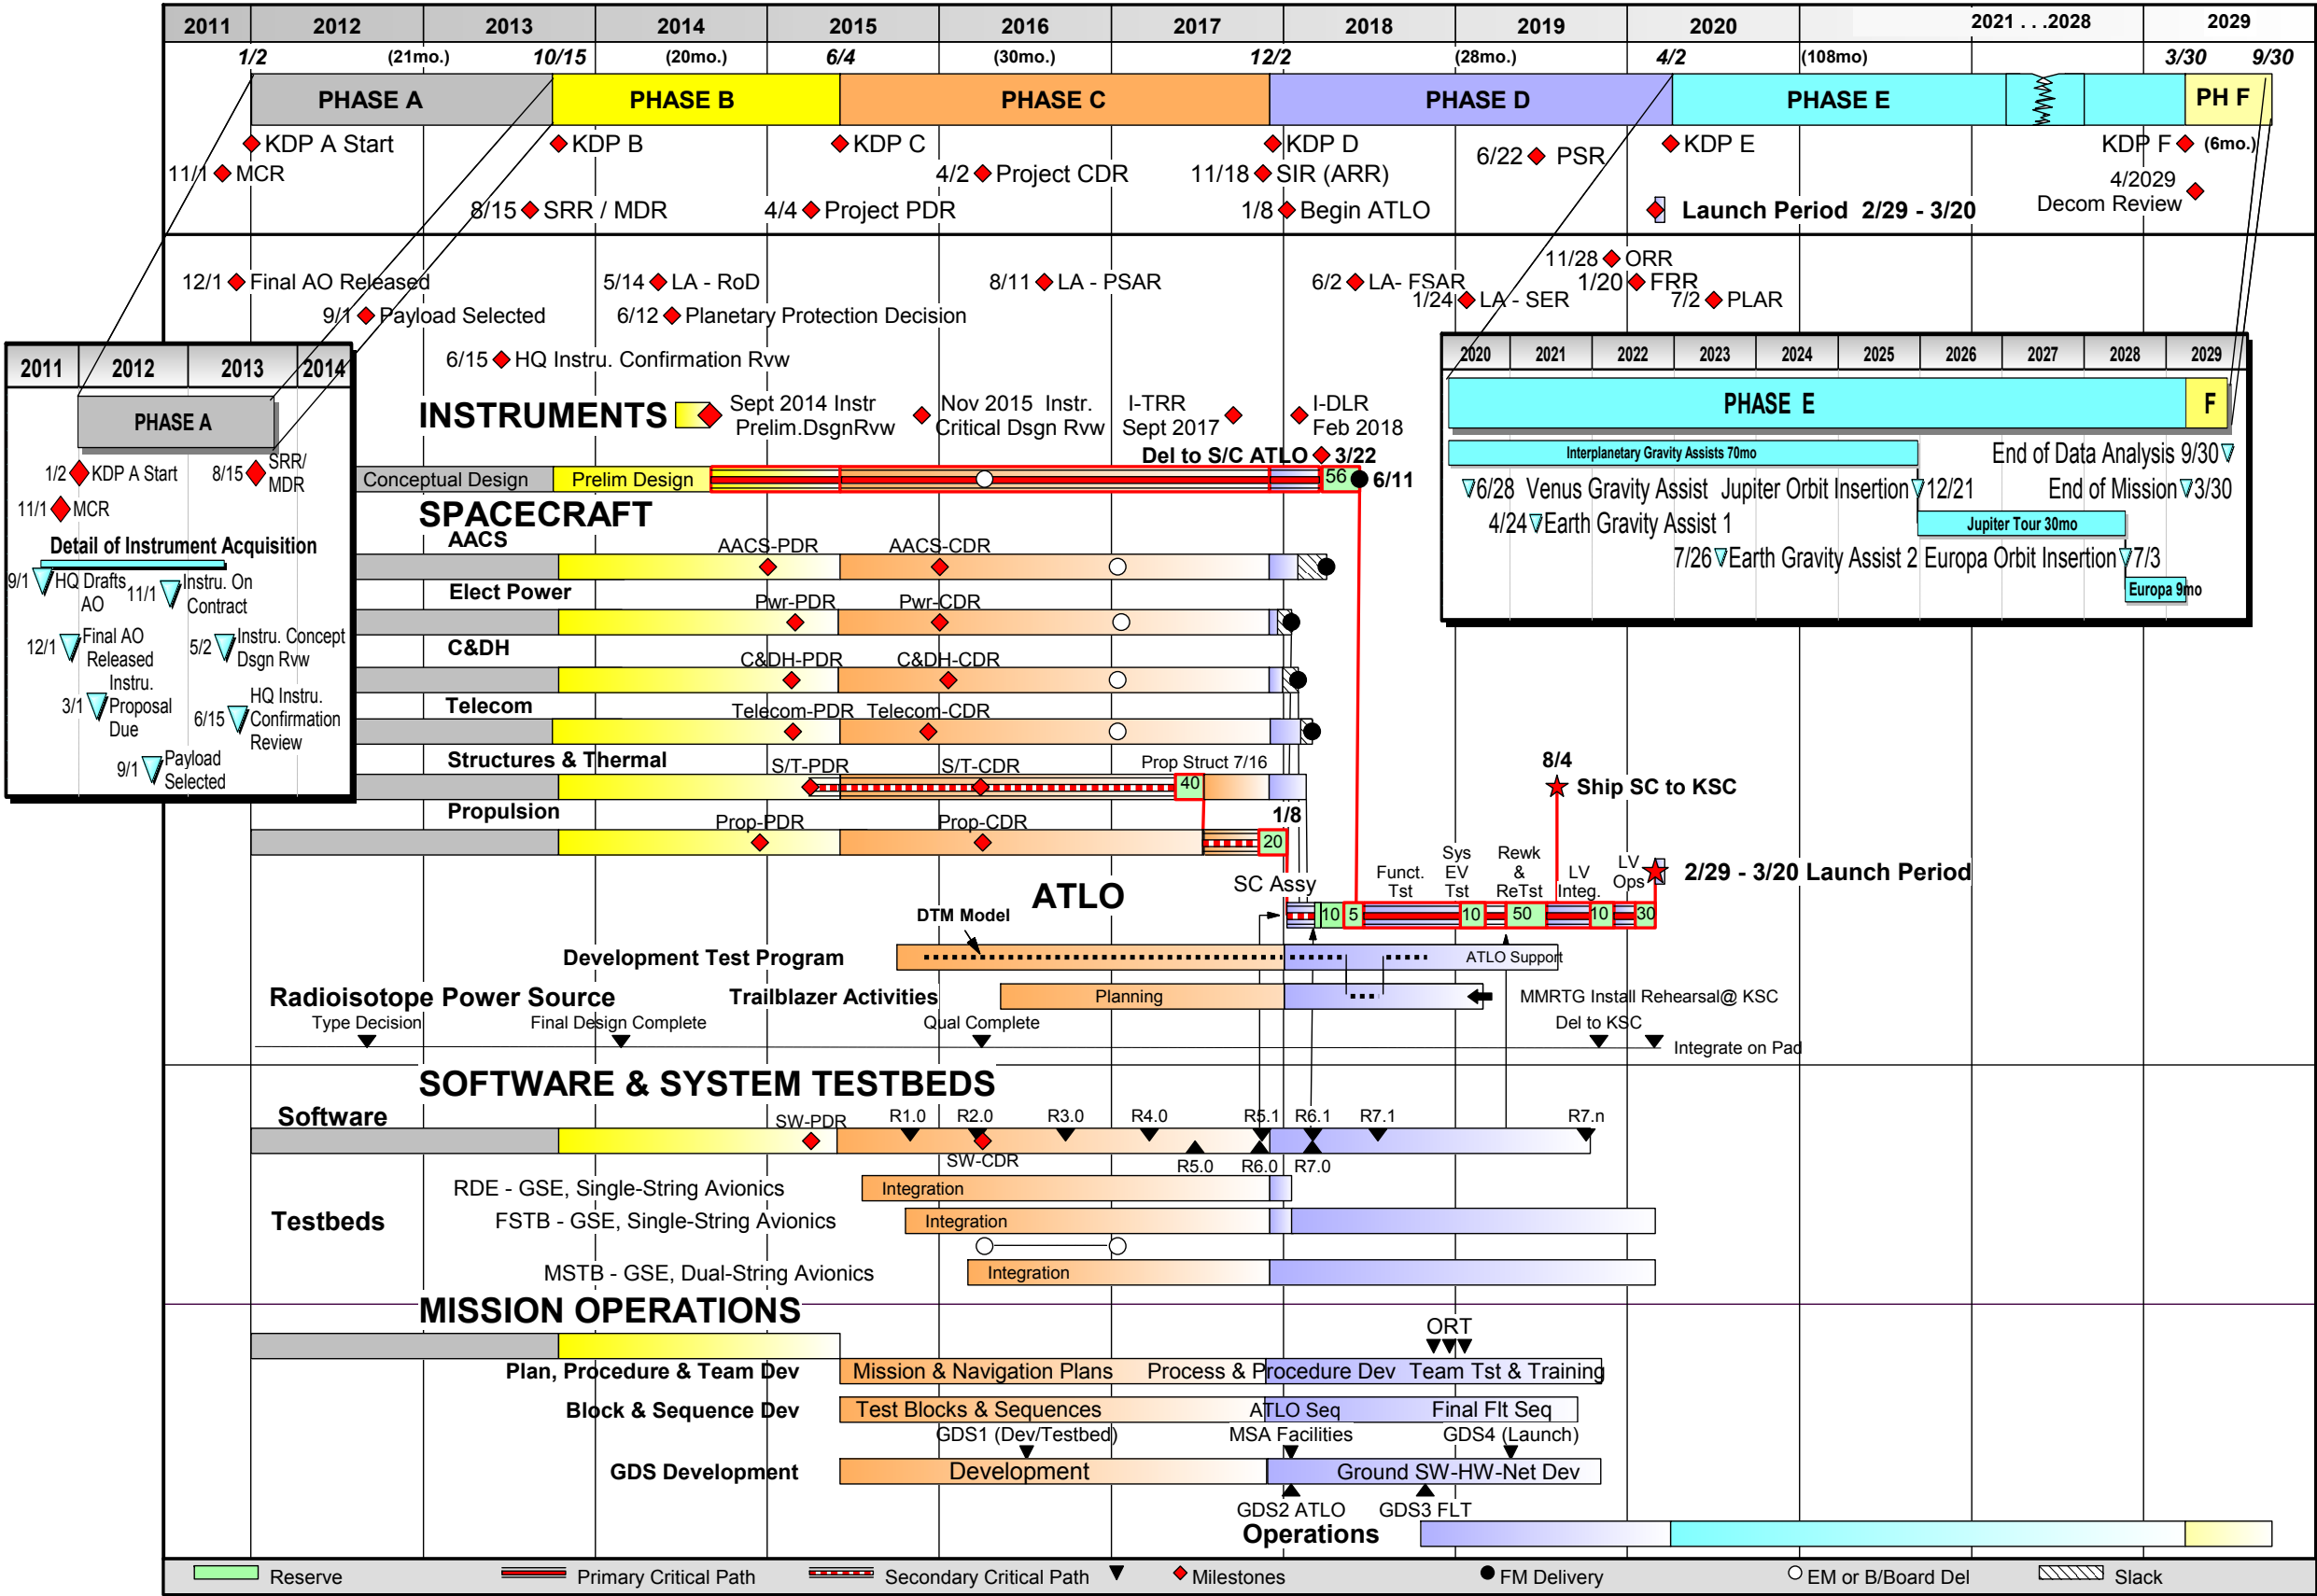 2011 2012 2013 2014 2015 2016 2017 2018 2019 2020 2021 . . .2028 2029
1/2 (21mo.) 10/15 (20mo.) 6/4 (30mo.) 12/2 (28mo.) 4/2 (108mo) 3/30 9/30
PHASE A PHASE B PHASE C PHASE D PHASE E PH F
KDP A Start KDP B KDP C KDP D KDP E KDP F (6mo.)
11/1 MCR 4/2 Project CDR 11/18 SIR (ARR) 6/22 PSR
8/15 SRR / MDR 4/4 Project PDR 1/8 Begin ATLO Launch Period 2/29 - 3/20
4/2029
Decom Review
11/28 ORR
12/1 Final AO Released 5/14 LA - RoD 8/11 LA - PSAR 6/2 LA- FSAR 1/20 FRR
1/24 LA - SER 7/2 PLAR
9/1 Payload Selected 6/12 Planetary Protection Decision
6/15 HQ Instru. Confirmation Rvw
2011 2012 2013 2014
PHASE A
1/2 KDP A Start 8/15 SRR/
MDR
11/1 MCR
Detail of Instrument Acquisition
9/1 HQ Drafts
AO
11/1 Instru. On
Contract
12/1 Final AO
Released
5/2 Instru. Concept
Dsgn Rvw
3/1 Instru.
Proposal
Due
6/15 HQ Instru.
Confirmation
Review
9/1 Payload
Selected
2020 2021 2022 2023 2024 2025 2026 2027 2028 2029
PHASE E F
Interplanetary Gravity Assists 70mo End of Data Analysis 9/30
6/28 Venus Gravity Assist Jupiter Orbit Insertion 12/21 End of Mission 3/30
4/24 Earth Gravity Assist 1 Jupiter Tour 30mo
7/26 Earth Gravity Assist 2 Europa Orbit Insertion 7/3
Europa 9mo
INSTRUMENTS
Sept 2014 Instr
Prelim.DsgnRvw
Nov 2015 Instr.
Critical Dsgn Rvw
I-TRR
Sept 2017
I-DLR
Feb 2018
Del to S/C ATLO 3/22
Conceptual Design Prelim Design 56 6/11
SPACECRAFT
AACS AACS-PDR AACS-CDR
Elect Power Pwr-PDR Pwr-CDR
C&DH C&DH-PDR C&DH-CDR
Telecom Telecom-PDR Telecom-CDR
Structures & Thermal S/T-PDR S/T-CDR Prop Struct 7/16
40
8/4
Ship SC to KSC
Propulsion Prop-PDR Prop-CDR 1/8
20
ATLO
SC Assy
Funct.
Tst
Sys
EV
Tst
Rewk
&
ReTst
LV
Integ.
LV
Ops
2/29 - 3/20 Launch Period
10 5 10 50 10 30
DTM Model
Development Test Program ATLO Support
Radioisotope Power Source Trailblazer Activities Planning MMRTG Install Rehearsal@ KSC
Type Decision Final Design Complete Qual Complete Del to KSC
Integrate on Pad
SOFTWARE & SYSTEM TESTBEDS
Software SW-PDR R1.0 R2.0 R3.0 R4.0 R5.1 R6.1 R7.1 R7.n
SW-CDR R5.0 R6.0 R7.0
RDE - GSE, Single-String Avionics Integration
Testbeds FSTB - GSE, Single-String Avionics Integration
MSTB - GSE, Dual-String Avionics Integration
MISSION OPERATIONS
ORT
Plan, Procedure & Team Dev Mission & Navigation Plans Process & Procedure Dev Team Tst & Training
Block & Sequence Dev Test Blocks & Sequences ATLO Seq Final Flt Seq
GDS1 (Dev/Testbed) MSA Facilities GDS4 (Launch)
GDS Development Development Ground SW-HW-Net Dev
GDS2 ATLO GDS3 FLT
Operations
Reserve Primary Critical Path Secondary Critical Path Milestones FM Delivery EM or B/Board Del Slack